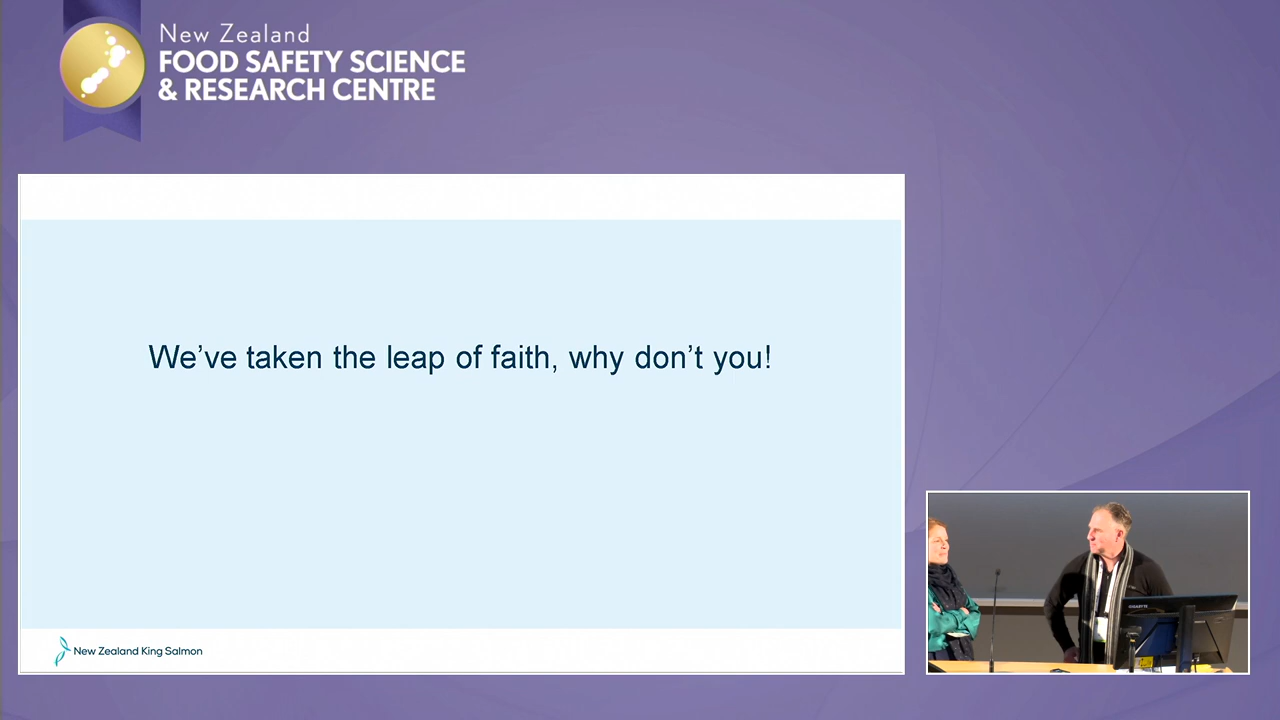 New Zealand
FOOD SAFETY SCIENCE
& RESEARCH CENTRE
We’ve taken the leap of faith, why don’t you!
New Zealand King Salmon
GIGABYTE